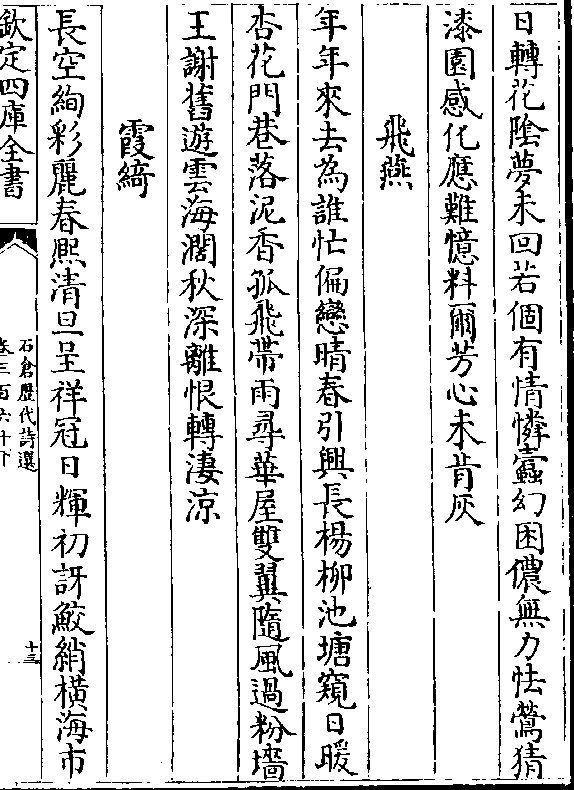 日轉花陰夢未回若個有情憐蠧幻困儂無力怯鶯猜
漆園感化應難憶料爾芳心未肯灰
飛燕
年年來去為誰忙偏戀晴春引興長楊柳池塘窺日暖
杏花門巷落泥香孤飛帶雨尋華屋雙翼隨風過粉墻
王謝舊遊雲海濶秋深離恨轉淒凉
霞綺
長空絢彩麗春熙清旦呈祥冠日輝初訝鮫綃橫海市
欽定四庫全書
石倉歷代詩選
卷三百六十下
十三